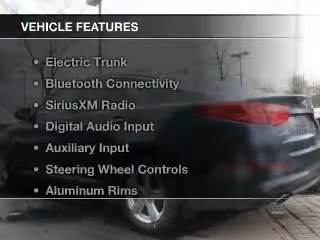 VEHICLE FEATURES
• Electric Trunk
• Bluetooth Connectivity
• SiriusXM Radio
• Digital Audio Input
• Auxiliary Input
• Steering Wheel Controls
• Aluminum Rims